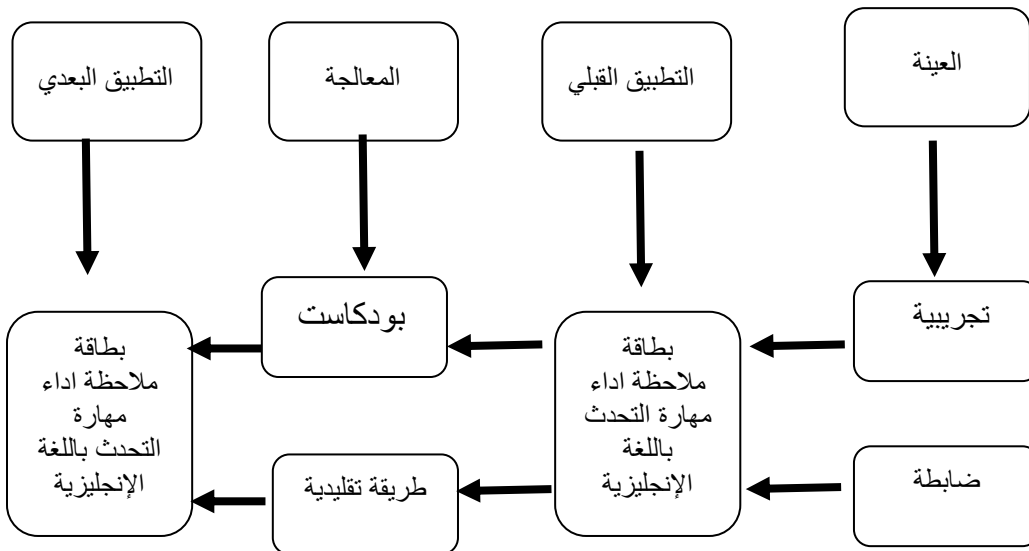 العينة
التطبيق القبلي
المعالجة
التطبيق البعدي
تجريبية
بطاقة
ملاحظة اداء
مهارة التحدث
باللغة
الإنجليزية
بودكاست
بطاقة
ملاحظة اداء
مهارة
التحدث باللغة
الإنجليزية
ضابطة
طريقة تقليدية